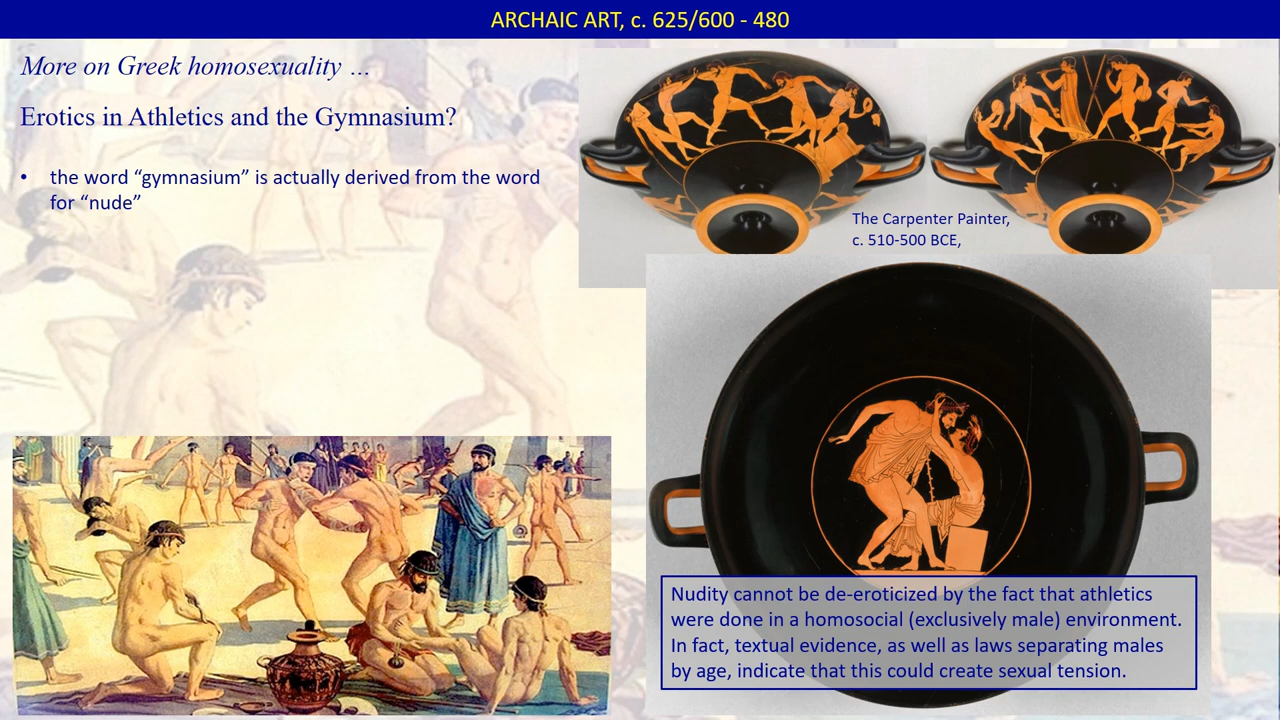 ARCHAIC ART, c. 625/600 - 480
More on Greek homosexuality …
Erotics in Athletics and the Gymnasium?
• the word “gymnasium” is actually derived from the word
for “nude”
The Carpenter Painter,
c. 510-500 BCE,
Nudity cannot be de-eroticized by the fact that athletics
were done in a homosocial (exclusively male) environment.
In fact, textual evidence, as well as laws separating males
by age, indicate that this could create sexual tension.